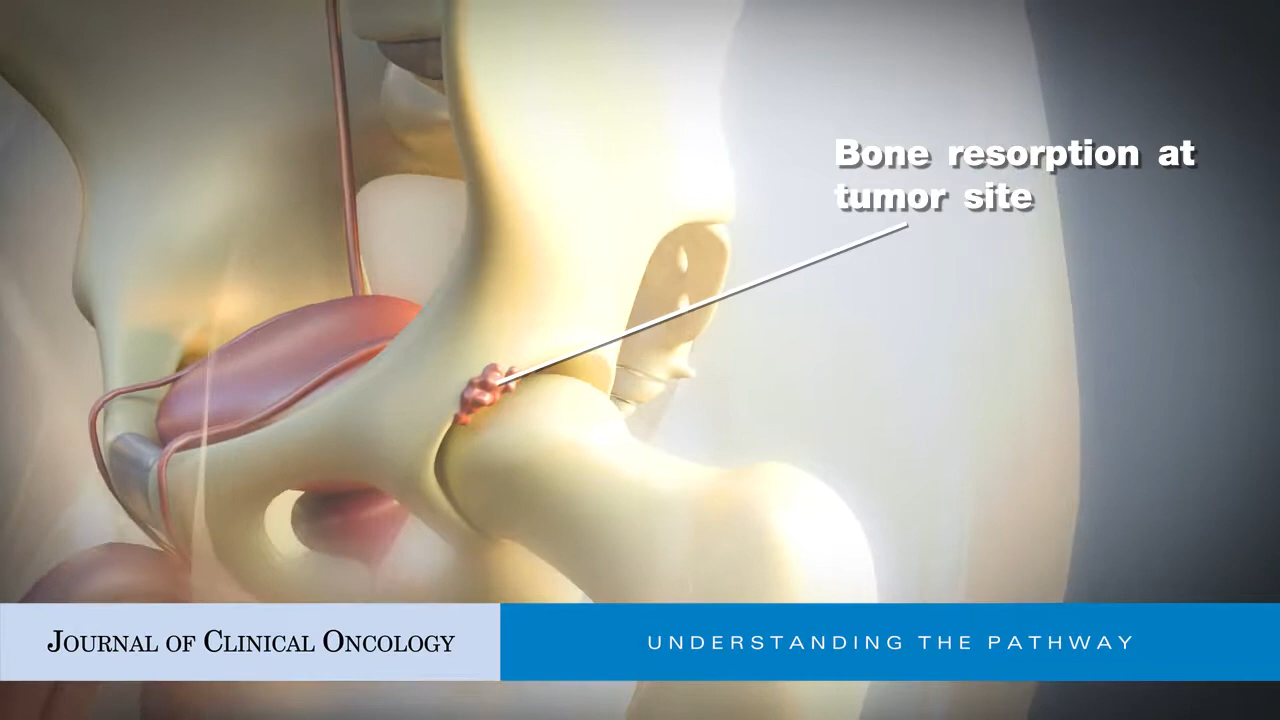 Bone resorption at
tumor site
Journal of Clinical Oncology
UNDERSTANDING THE PATHWAY